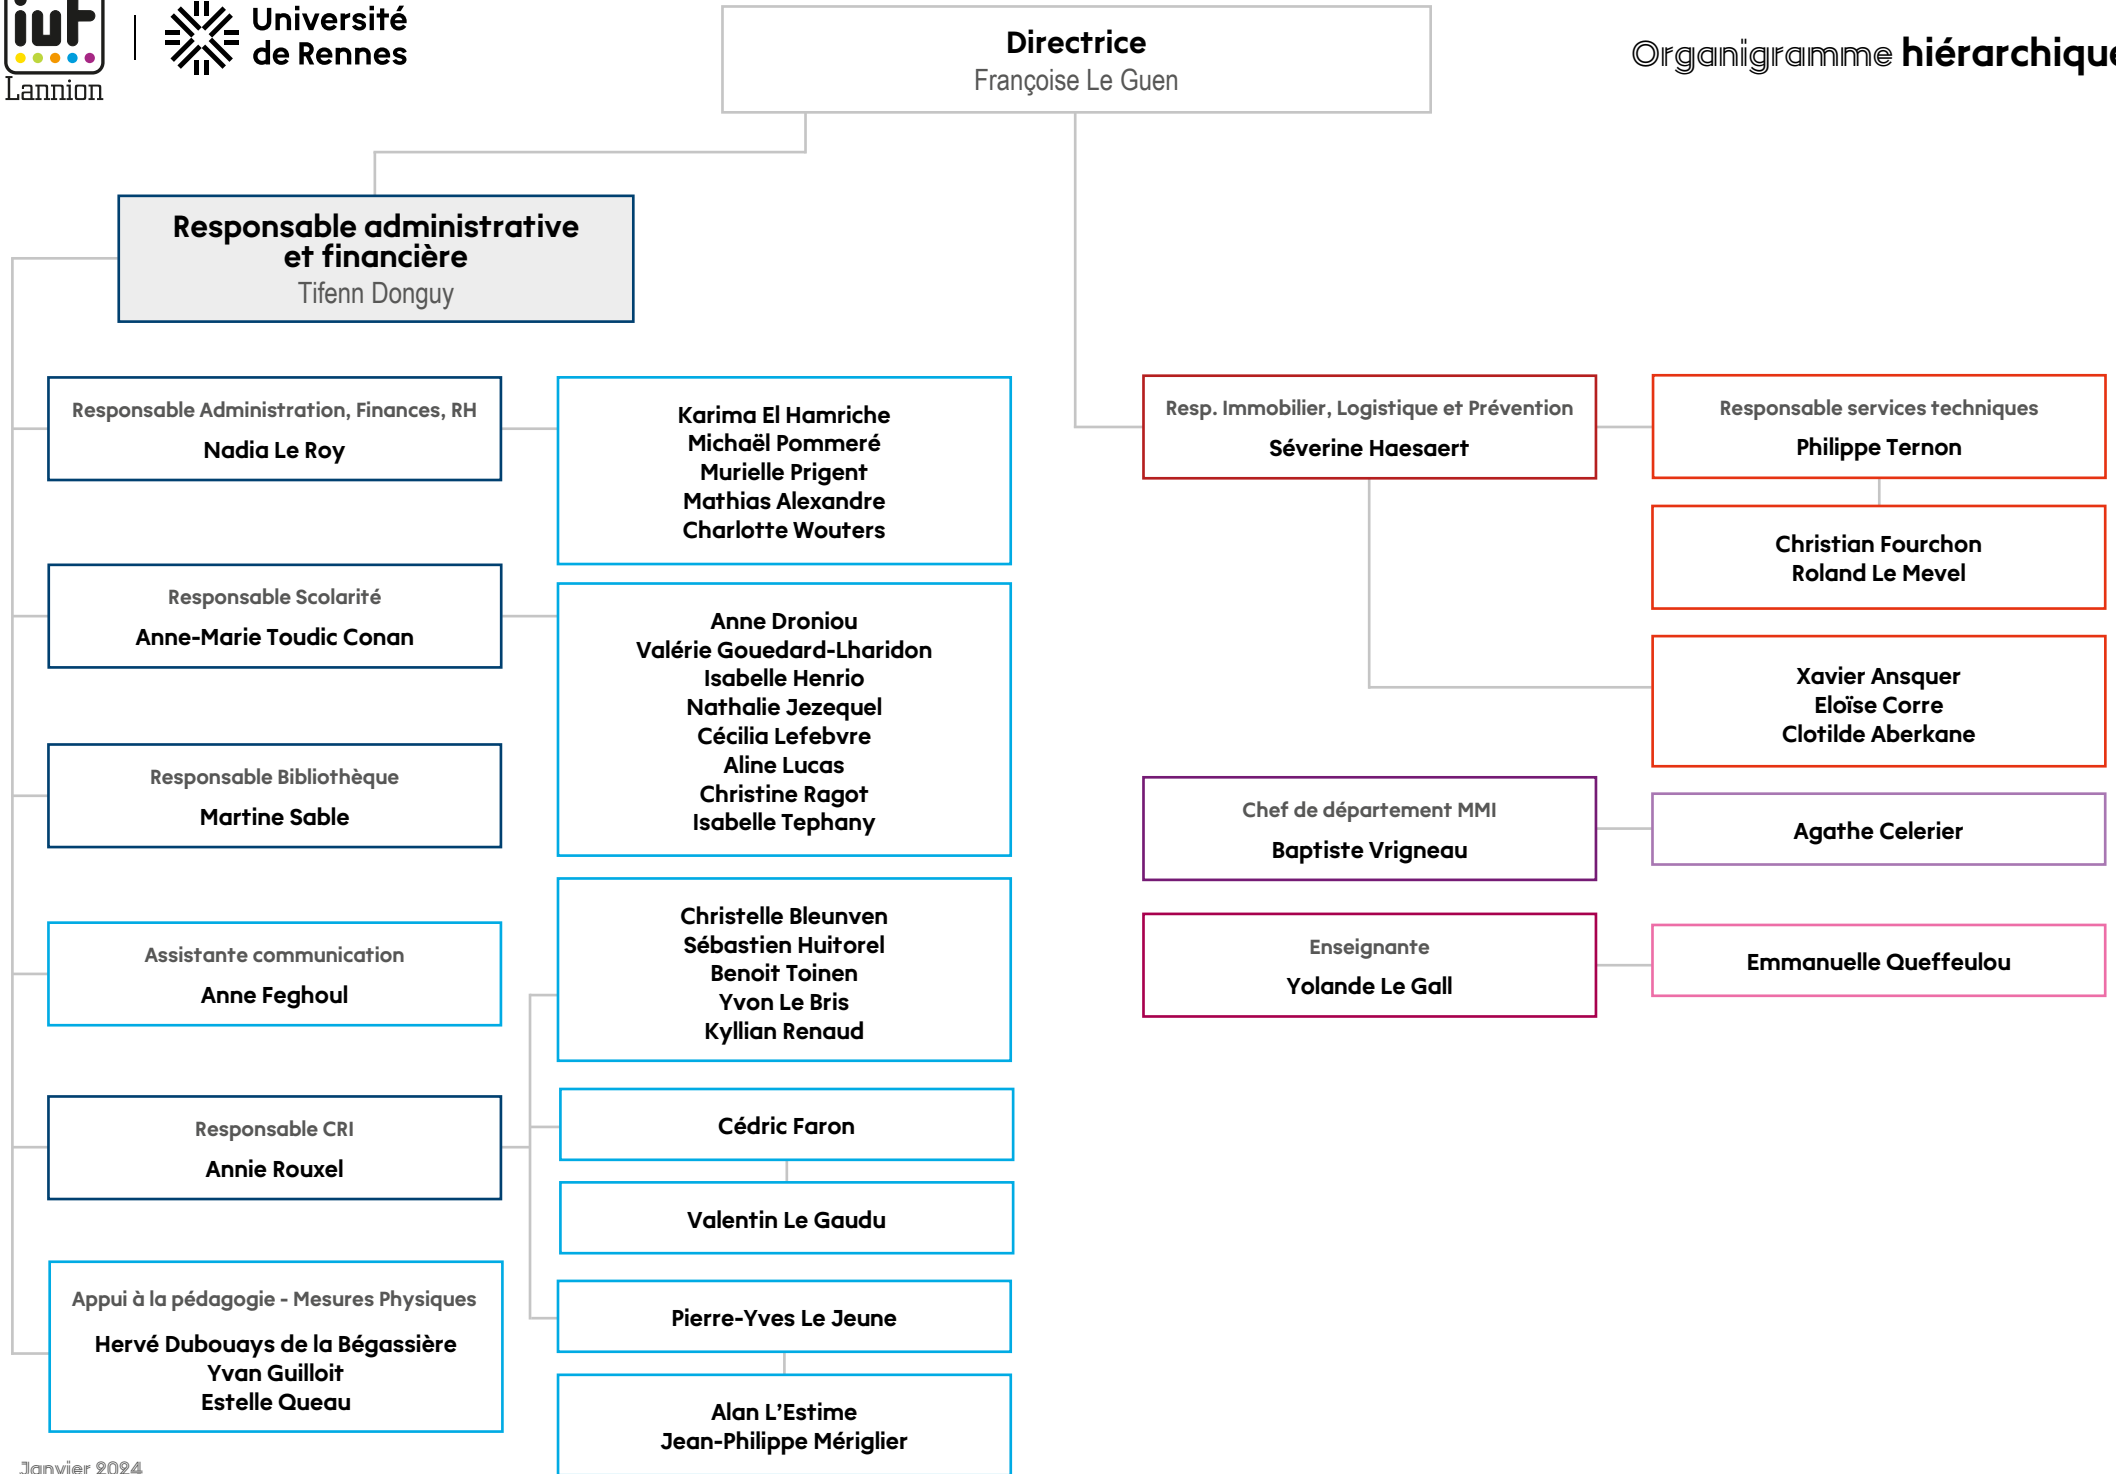 iut
Lannion
Université
de Rennes
Directrice
Françoise Le Guen
Organigramme hiérarchique
Responsable administrative
et financière
Tifenn Donguy
Responsable Administration, Finances, RH
Nadia Le Roy
Karima El Hamriche
Michaël Pommeré
Murielle Prigent
Mathias Alexandre
Charlotte Wouters
Responsable Scolarité
Anne-Marie Toudic Conan
Anne Droniou
Valérie Gouedard-Lharidon
Isabelle Henrio
Nathalie Jezequel
Cécilia Lefebvre
Aline Lucas
Christine Ragot
Isabelle Tephany
Responsable Bibliothèque
Martine Sable
Assistante communication
Anne Feghoul
Responsable CRI
Annie Rouxel
Christelle Bleunven
Sébastien Huitorel
Benoit Toinen
Yvon Le Bris
Kyllian Renaud
Cédric Faron
Valentin Le Gaudu
Pierre-Yves Le Jeune
Alan L’Estime
Jean-Philippe Mériglier
Appui à la pédagogie - Mesures Physiques
Hervé Dubouays de la Bégassière
Yvan Guilloit
Estelle Queau
Resp. Immobilier, Logistique et Prévention
Séverine Haesaert
Responsable services techniques
Philippe Ternon
Christian Fourchon
Roland Le Mevel
Xavier Ansquer
Eloïse Corre
Clotilde Aberkane
Chef de département MMI
Baptiste Vrigneau
Agathe Celerier
Enseignante
Yolande Le Gall
Emmanuelle Queffeulou
Janvier 2024